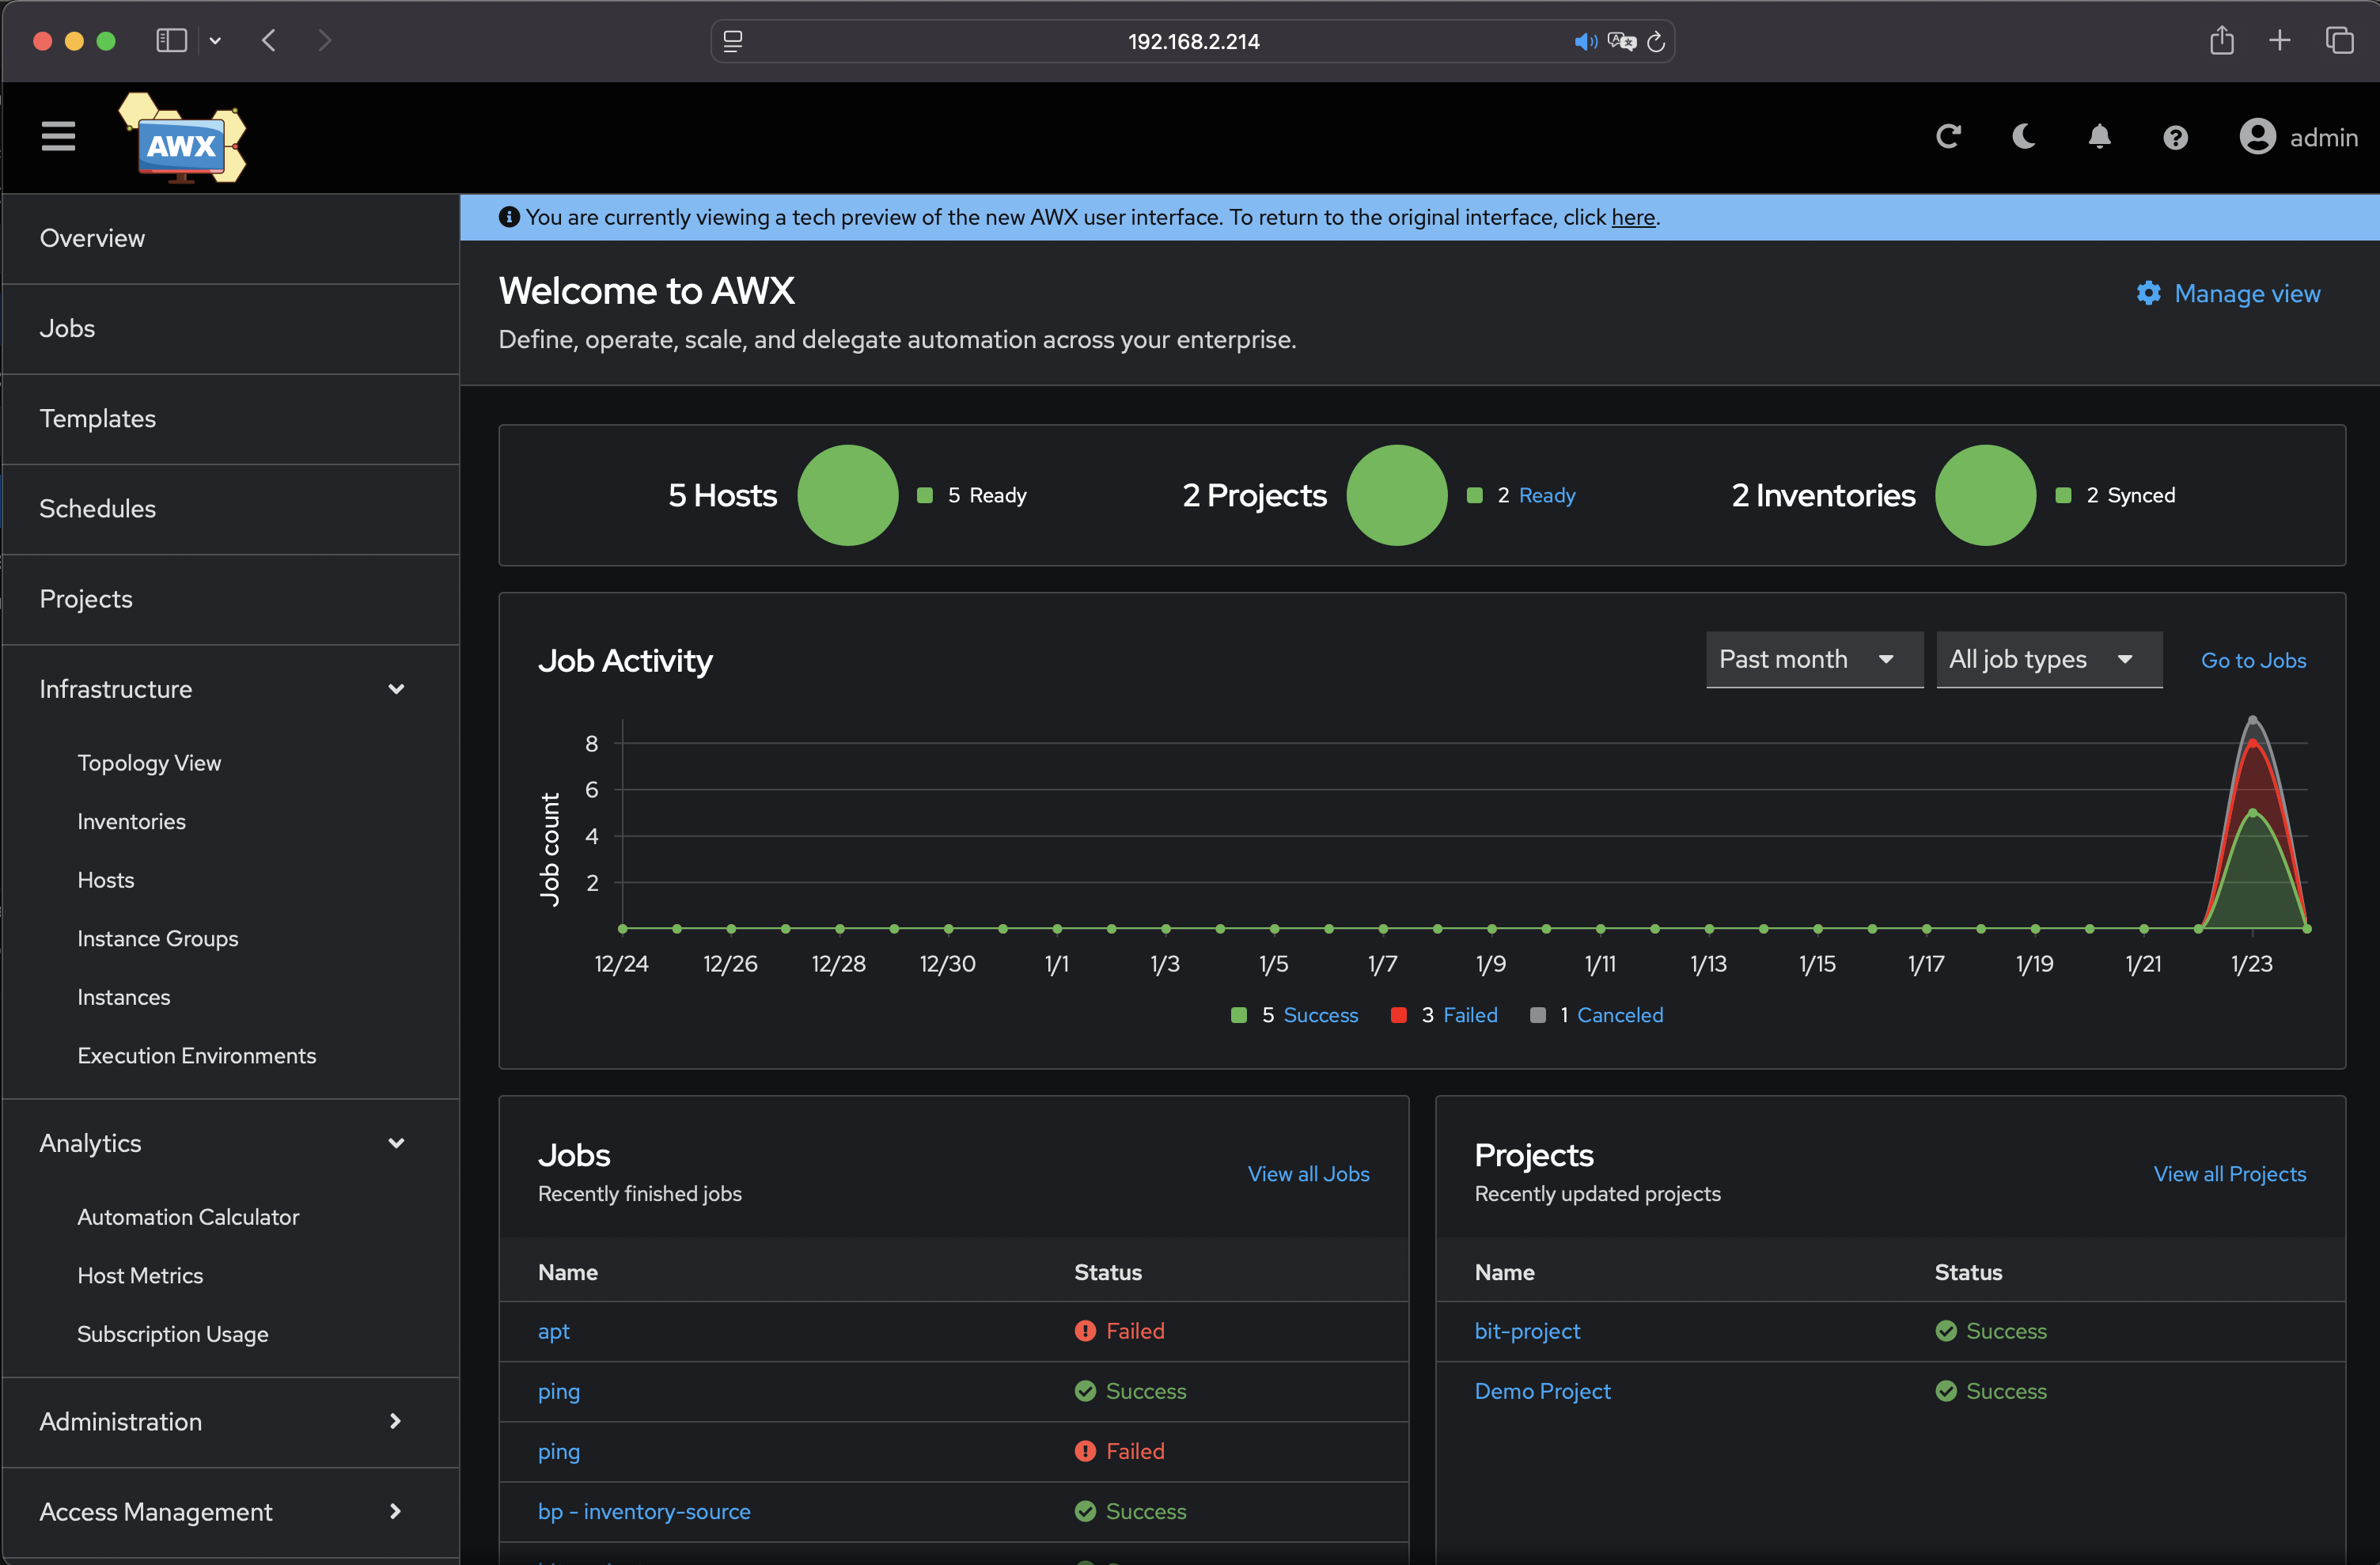 192.168.2.214
AWX
admin
Overview
Jobs
Templates
Schedules
Projects
Infrastructure
Topology View
Inventories
Hosts
Instance Groups
Instances
Execution Environments
Analytics
Automation Calculator
Host Metrics
Subscription Usage
Administration
Access Management
You are currently viewing a tech preview of the new AWX user interface. To return to the original interface, click here.
Welcome to AWX
Manage view
Define, operate, scale, and delegate automation across your enterprise.
5 Hosts
5 Ready
2 Projects
2 Ready
2 Inventories
2 Synced
Job Activity
Past month
All job types
Go to Jobs
Job count
8
6
4
2
12/24 12/26 12/28 12/30 1/1 1/3 1/5 1/7 1/9 1/11 1/13 1/15 1/17 1/19 1/21 1/23
5 Success 3 Failed 1 Canceled
Jobs
Recently finished jobs
View all Jobs
Name Status
apt Failed
ping Success
ping Failed
bp - inventory-source Success
Projects
Recently updated projects
View all Projects
Name Status
bit-project Success
Demo Project Success